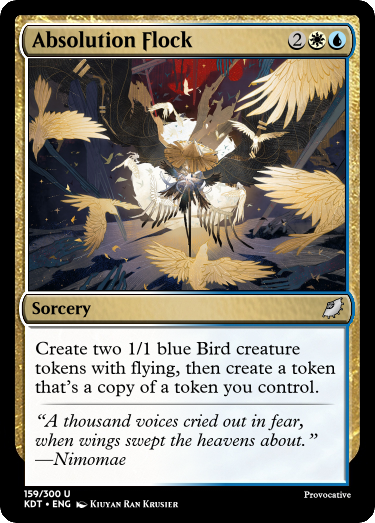 Absolution Flock 2
Sorcery
Create two 1/1 blue Bird creature
tokens with flying, then create a token
that's a copy of a token you control.
“A thousand voices cried out in fear,
when wings swept the heavens about.”
—Nimomae
159/300 U
KDT • ENG Kiuyan Ran Krusier
Provocative